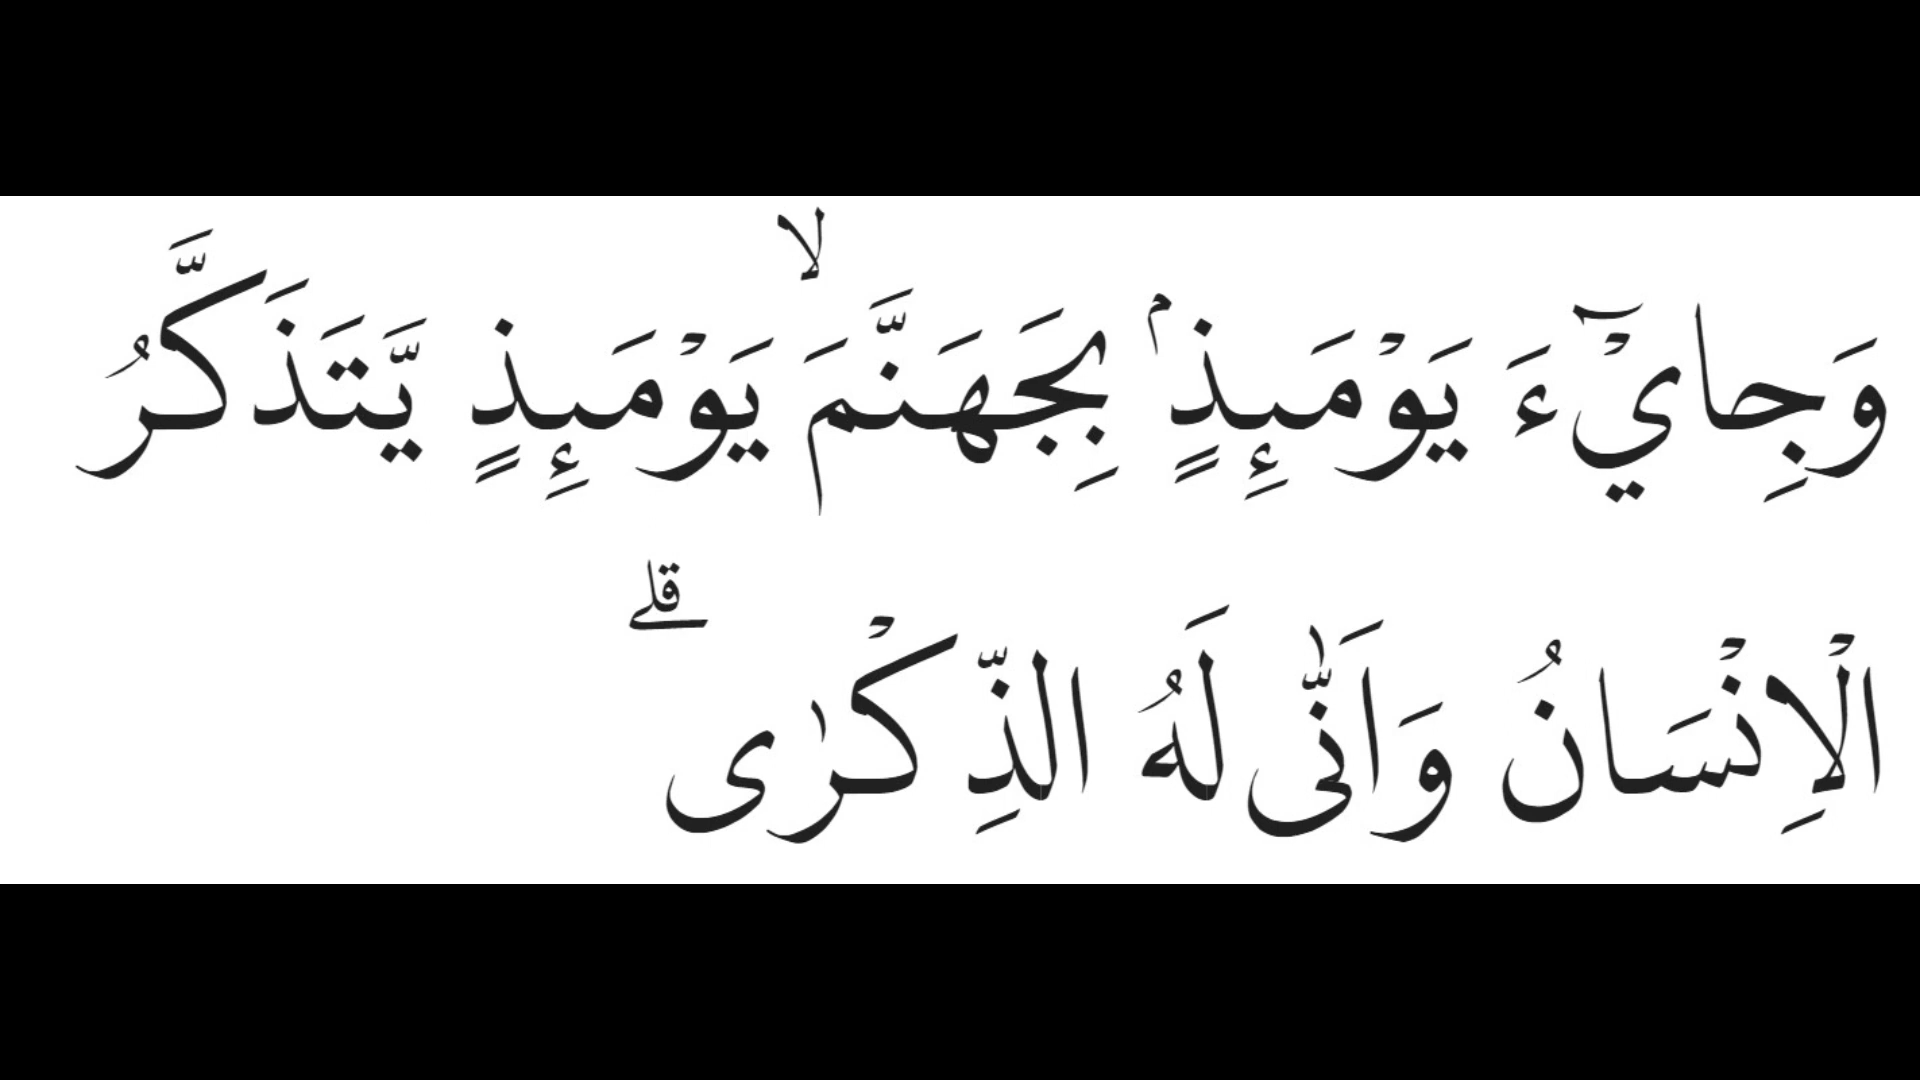 وَجِايْٓءَ يَوْمَىِٕذٍۢ بِجَهَنَّمَۙ يَوْمَىِٕذٍ يَّتَذَكَّرُ
الْاِنْسَانُ وَاَنّٰى لَهُ الذِّكْرٰىۗ